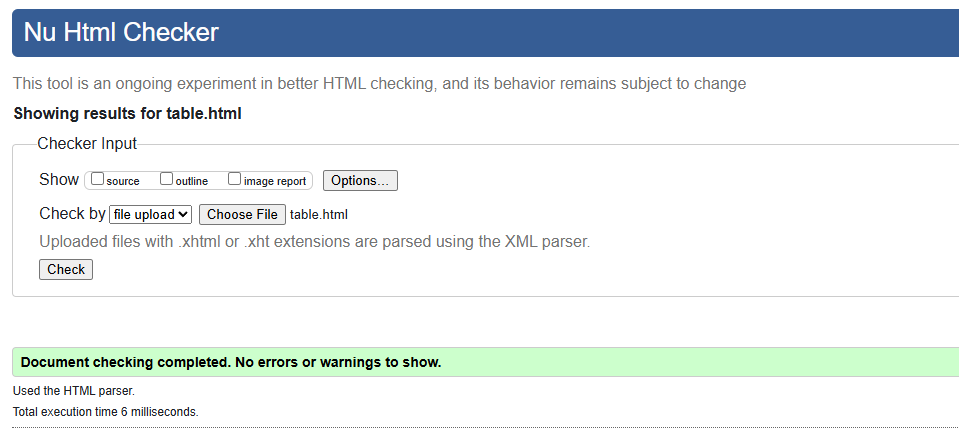 Nu Html Checker
This tool is an ongoing experiment in better HTML checking, and its behavior remains subject to change
Showing results for table.html
Checker Input
Show source outline image report Options...
Check by file upload Choose File table.html
Uploaded files with .xhtml or .xht extensions are parsed using the XML parser.
Check
Document checking completed. No errors or warnings to show.
Used the HTML parser.
Total execution time 6 milliseconds.